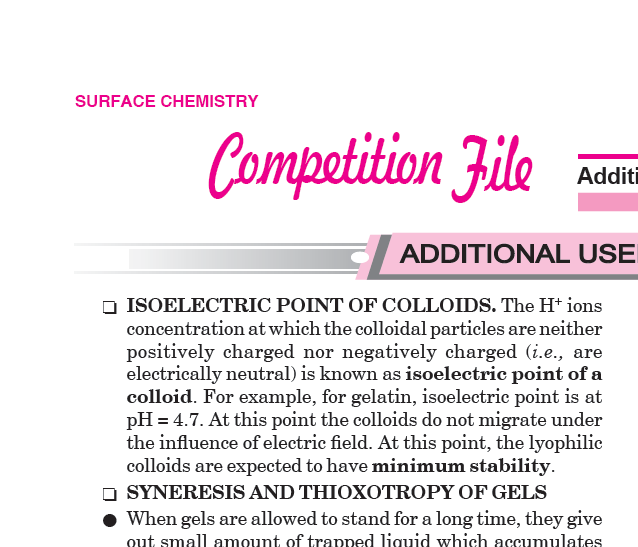 SURFACE CHEMISTRY
Competition File
Additi
ADDITIONAL USE
❑ ISOELECTRIC POINT OF COLLOIDS. The H⁺ ions
concentration at which the colloidal particles are neither
positively charged nor negatively charged (i.e., are
electrically neutral) is known as isoelectric point of a
colloid. For example, for gelatin, isoelectric point is at
pH = 4.7. At this point the colloids do not migrate under
the influence of electric field. At this point, the lyophilic
colloids are expected to have minimum stability.
❑ SYNERESIS AND THIOXOTROPY OF GELS
● When gels are allowed to stand for a long time, they give
out small amount of trapped liquid which accumulates